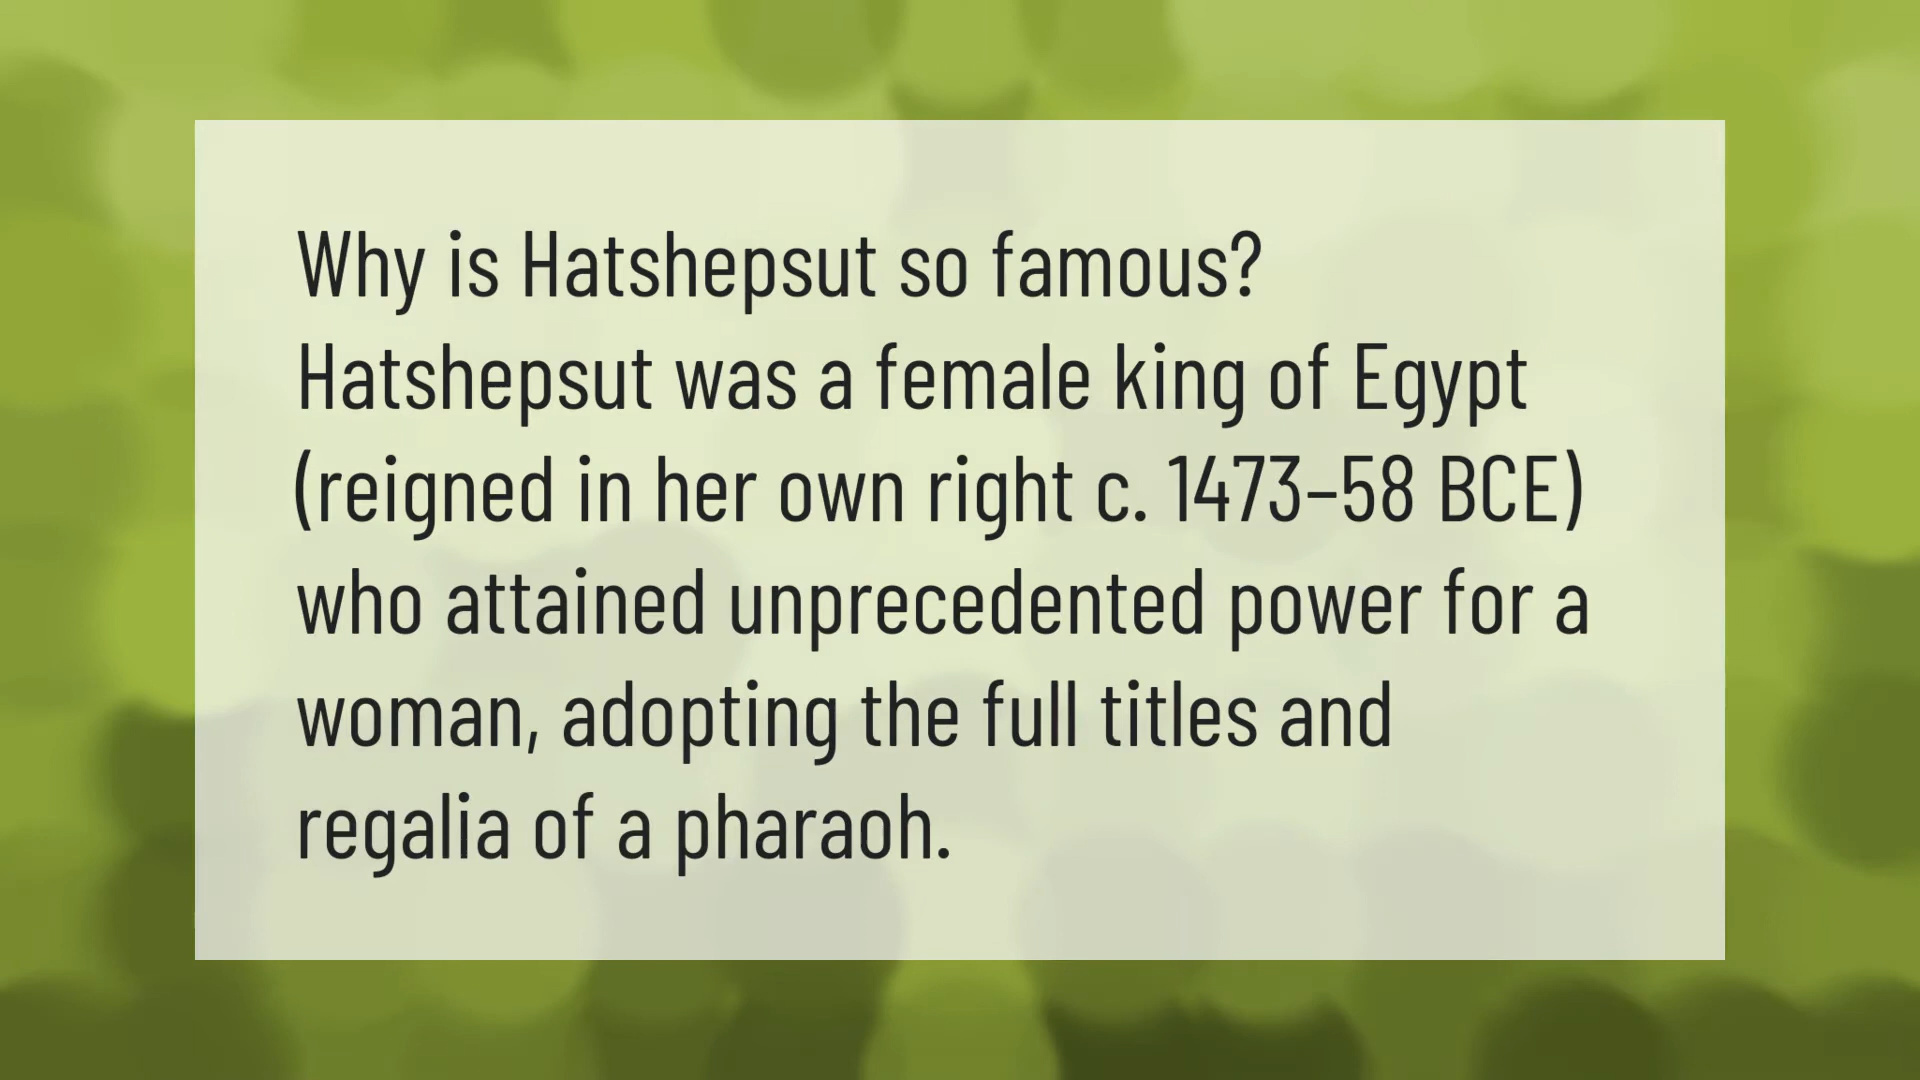 Why is Hatshepsut so famous?
Hatshepsut was a female king of Egypt
(reigned in her own right c. 1473–58 BCE)
who attained unprecedented power for a
woman, adopting the full titles and
regalia of a pharaoh.